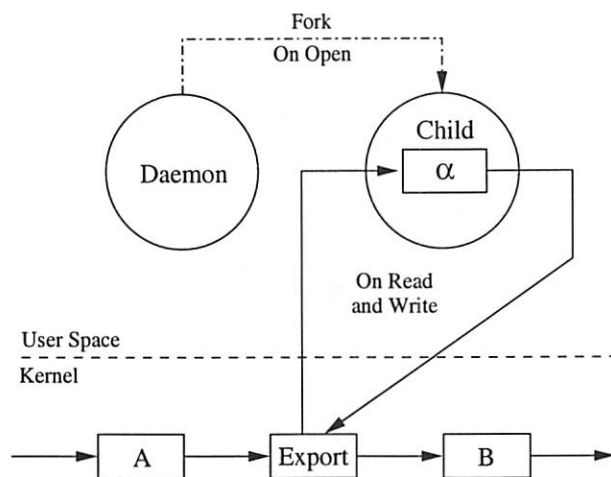 Fork
On Open
Child
α
Daemon
On Read
and Write
User Space
Kernel
A
Export
B